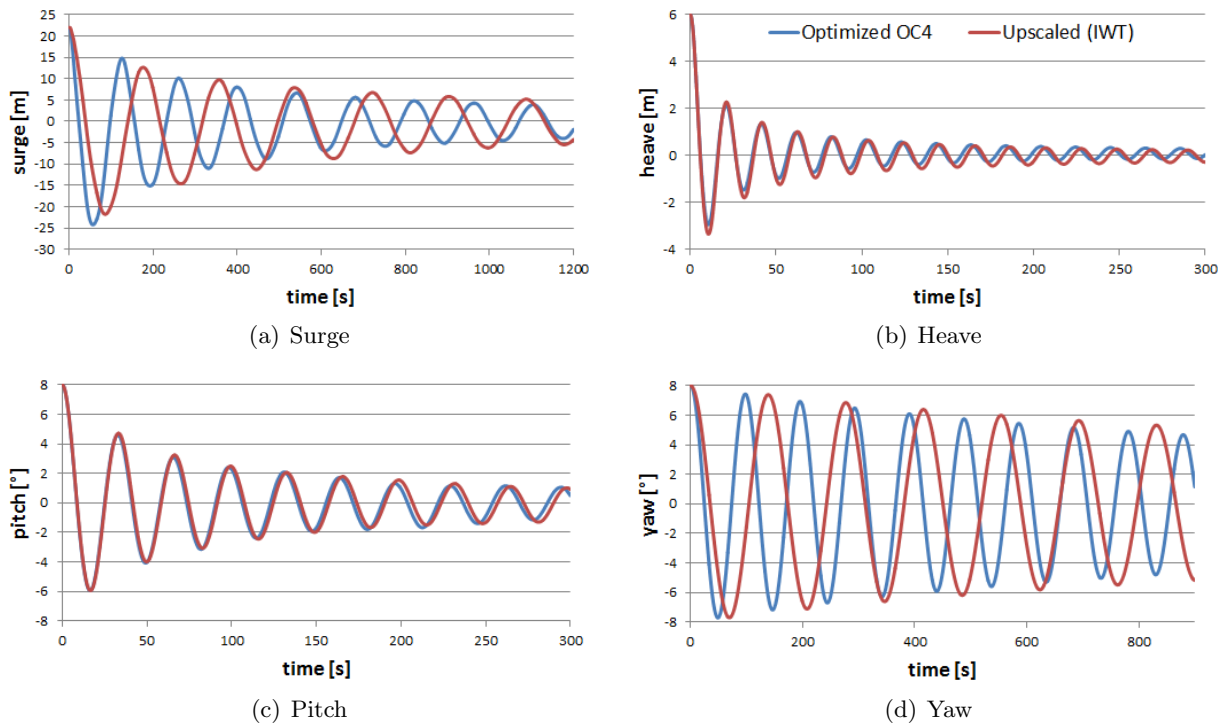 25
20
15
10
5
0
-5
-10
-15
-20
-25
-30
surge [m]
0 200 400 600 800 1000 1200
time [s]
(a) Surge
6
4
2
0
-2
-4
heave [m]
Optimized OC4 Upscaled (IWT)
0 50 100 150 200 250 300
time [s]
(b) Heave
8
6
4
2
0
-2
-4
-6
-8
pitch [°]
0 50 100 150 200 250 300
time [s]
(c) Pitch
8
6
4
2
0
-2
-4
-6
-8
yaw [°]
0 200 400 600 800
time [s]
(d) Yaw